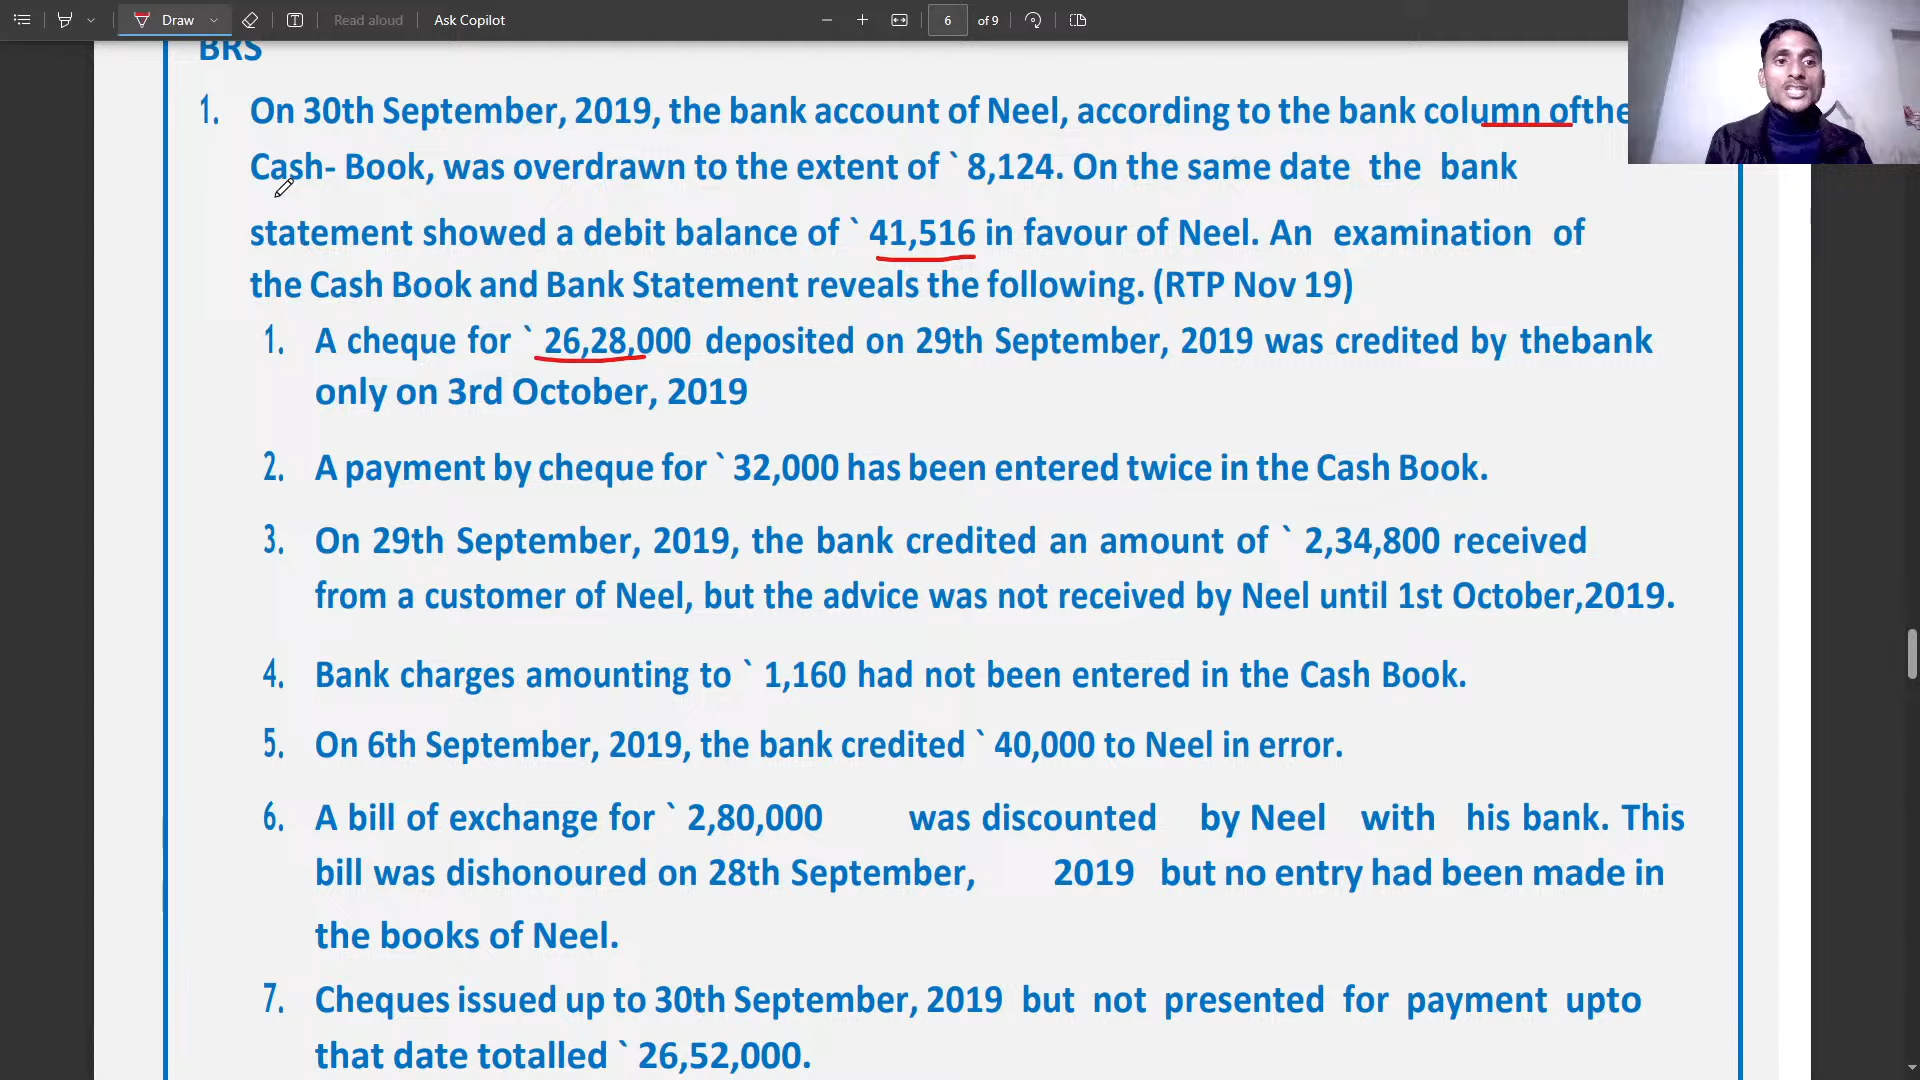 Draw
Read aloud
Ask Copilot
6 of 9
BRS
1. On 30th September, 2019, the bank account of Neel, according to the bank column ofthe
Cash- Book, was overdrawn to the extent of ` 8,124. On the same date the bank
statement showed a debit balance of ` 41,516 in favour of Neel. An examination of
the Cash Book and Bank Statement reveals the following. (RTP Nov 19)
1. A cheque for ` 26,28,000 deposited on 29th September, 2019 was credited by thebank
only on 3rd October, 2019
2. A payment by cheque for ` 32,000 has been entered twice in the Cash Book.
3. On 29th September, 2019, the bank credited an amount of ` 2,34,800 received
from a customer of Neel, but the advice was not received by Neel until 1st October,2019.
4. Bank charges amounting to ` 1,160 had not been entered in the Cash Book.
5. On 6th September, 2019, the bank credited ` 40,000 to Neel in error.
6. A bill of exchange for ` 2,80,000 was discounted by Neel with his bank. This
bill was dishonoured on 28th September, 2019 but no entry had been made in
the books of Neel.
7. Cheques issued up to 30th September, 2019 but not presented for payment upto
that date totalled ` 26,52,000.